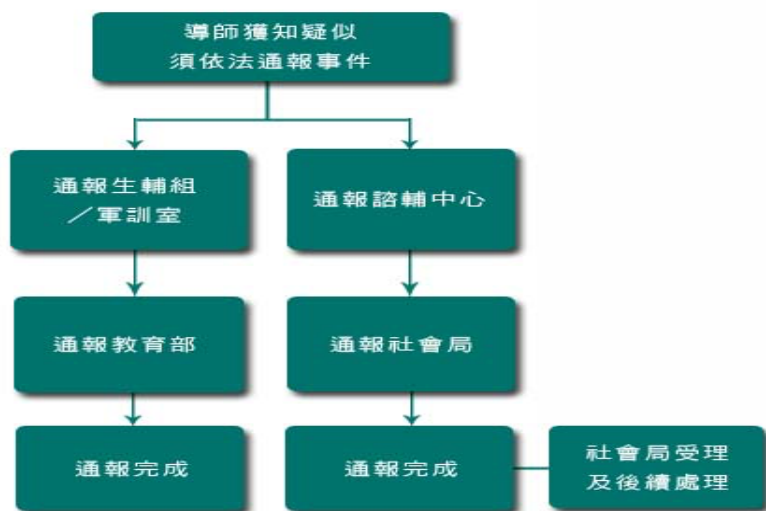 導師獲知疑似
須依法通報事件
通報生輔組
／軍訓室
通報諮輔中心
通報教育部
通報社會局
通報完成
通報完成
社會局受理
及後續處理